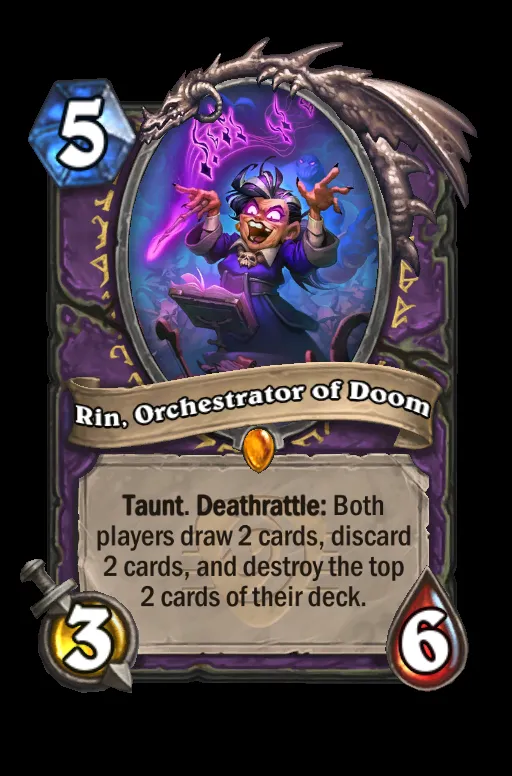 5
Rin, Orchestrator of Doom
Taunt. Deathrattle: Both
players draw 2 cards, discard
2 cards, and destroy the top
2 cards of their deck.
3
6